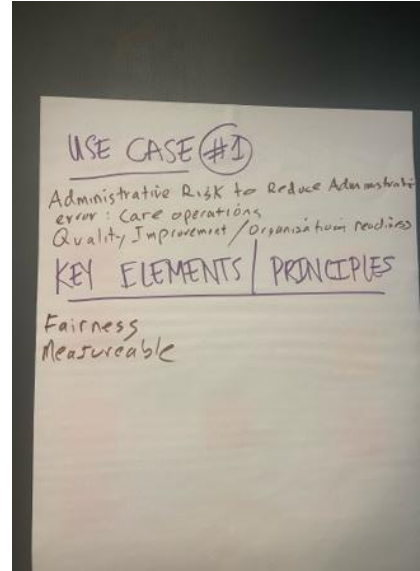 USE CASE #1
Administrative Risk to Reduce Administrative
error: Care operations
Quality Improvement / Organization readiness
KEY ELEMENTS | PRINCIPLES
Fairness
Measureable